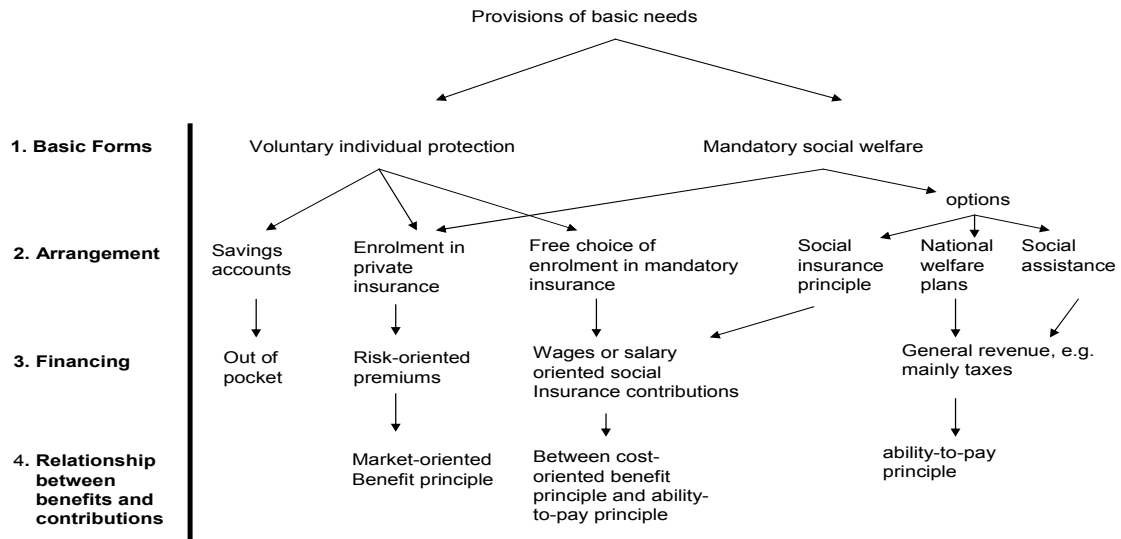 Provisions of basic needs
1. Basic Forms
Voluntary individual protection
Mandatory social welfare
options
2. Arrangement
Savings
accounts
Enrolment in
private
insurance
Free choice of
enrolment in mandatory
insurance
Social
insurance
principle
National
welfare
plans
Social
assistance
3. Financing
Out of
pocket
Risk-oriented
premiums
Wages or salary
oriented social
Insurance contributions
General revenue, e.g.
mainly taxes
4. Relationship
between
benefits and
contributions
Market-oriented
Benefit principle
Between cost-
oriented benefit
principle and ability-
to-pay principle
ability-to-pay
principle